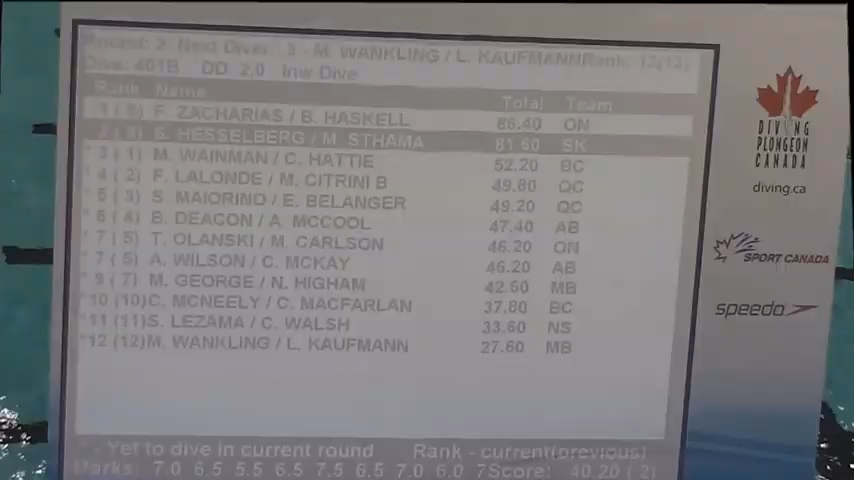 Round: 2 Next Diver: 3 - M. WANKLING / L. KAUFMANN Rank: 12(12)
Dive: 401B DD: 2.0 Inw Dive
Rank Name Total Team
F. ZACHARIAS / B. HASKELL 86.40 ON
S. HESSELBERG / M. STHAMA 81.60 SK
* 3 (1) M. WAINMAN / C. HATTIE 52.20 BC
* 4 (2) F. LALONDE / M. CITRINI B 49.80 QC
* 5 (3) S. MAIORINO / E. BELANGER 49.20 QC
* 6 (4) B. DEACON / A. MCCOOL 47.40 AB
* 7 (5) T. OLANSKI / M. CARLSON 46.20 ON
* 7 (5) A. WILSON / C. MCKAY 46.20 AB
* 9 (7) M. GEORGE / N. HIGHAM 42.60 MB
*10 (10)C. MCNEELY / C. MACFARLAN 37.80 BC
*11 (11)S. LEZAMA / C. WALSH 33.60 NS
*12 (12)M. WANKLING / L. KAUFMANN 27.60 MB
* - Yet to dive in current round Rank - current(previous)
Marks: 7.0 6.5 5.5 6.5 7.5 6.5 7.0 6.0 7 Score: 40.20 ( 2)
DIVING
PLONGEON
CANADA
diving.ca
SPORT CANADA
speedo